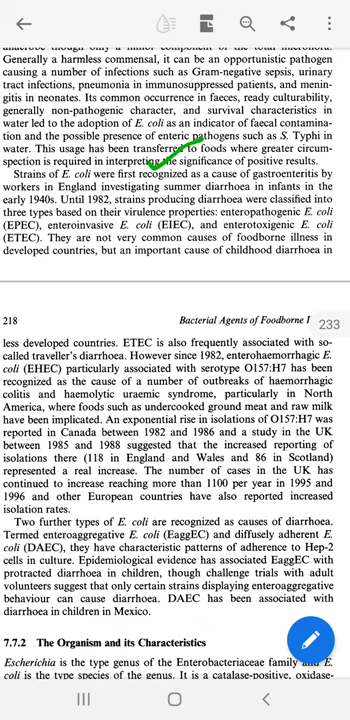 anaerobe though only a minor component of the total microflora.
Generally a harmless commensal, it can be an opportunistic pathogen
causing a number of infections such as Gram-negative sepsis, urinary
tract infections, pneumonia in immunosuppressed patients, and menin-
gitis in neonates. Its common occurrence in faeces, ready culturability,
generally non-pathogenic character, and survival characteristics in
water led to the adoption of E. coli as an indicator of faecal contamina-
tion and the possible presence of enteric pathogens such as S. Typhi in
water. This usage has been transferred to foods where greater circum-
spection is required in interpreting the significance of positive results.
Strains of E. coli were first recognized as a cause of gastroenteritis by
workers in England investigating summer diarrhoea in infants in the
early 1940s. Until 1982, strains producing diarrhoea were classified into
three types based on their virulence properties: enteropathogenic E. coli
(EPEC), enteroinvasive E. coli (EIEC), and enterotoxigenic E. coli
(ETEC). They are not very common causes of foodborne illness in
developed countries, but an important cause of childhood diarrhoea in
218 Bacterial Agents of Foodborne I
233
less developed countries. ETEC is also frequently associated with so-
called traveller's diarrhoea. However since 1982, enterohaemorrhagic E.
coli (EHEC) particularly associated with serotype O157:H7 has been
recognized as the cause of a number of outbreaks of haemorrhagic
colitis and haemolytic uraemic syndrome, particularly in North
America, where foods such as undercooked ground meat and raw milk
have been implicated. An exponential rise in isolations of O157:H7 was
reported in Canada between 1982 and 1986 and a study in the UK
between 1985 and 1988 suggested that the increased reporting of
isolations there (118 in England and Wales and 86 in Scotland)
represented a real increase. The number of cases in the UK has
continued to increase reaching more than 1100 per year in 1995 and
1996 and other European countries have also reported increased
isolation rates.
Two further types of E. coli are recognized as causes of diarrhoea.
Termed enteroaggregative E. coli (EaggEC) and diffusely adherent E.
coli (DAEC), they have characteristic patterns of adherence to Hep-2
cells in culture. Epidemiological evidence has associated EaggEC with
protracted diarrhoea in children, though challenge trials with adult
volunteers suggest that only certain strains displaying enteroaggregative
behaviour can cause diarrhoea. DAEC has been associated with
diarrhoea in children in Mexico.
7.7.2 The Organism and its Characteristics
Escherichia is the type genus of the Enterobacteriaceae family and E.
coli is the type species of the genus. It is a catalase-positive, oxidase-